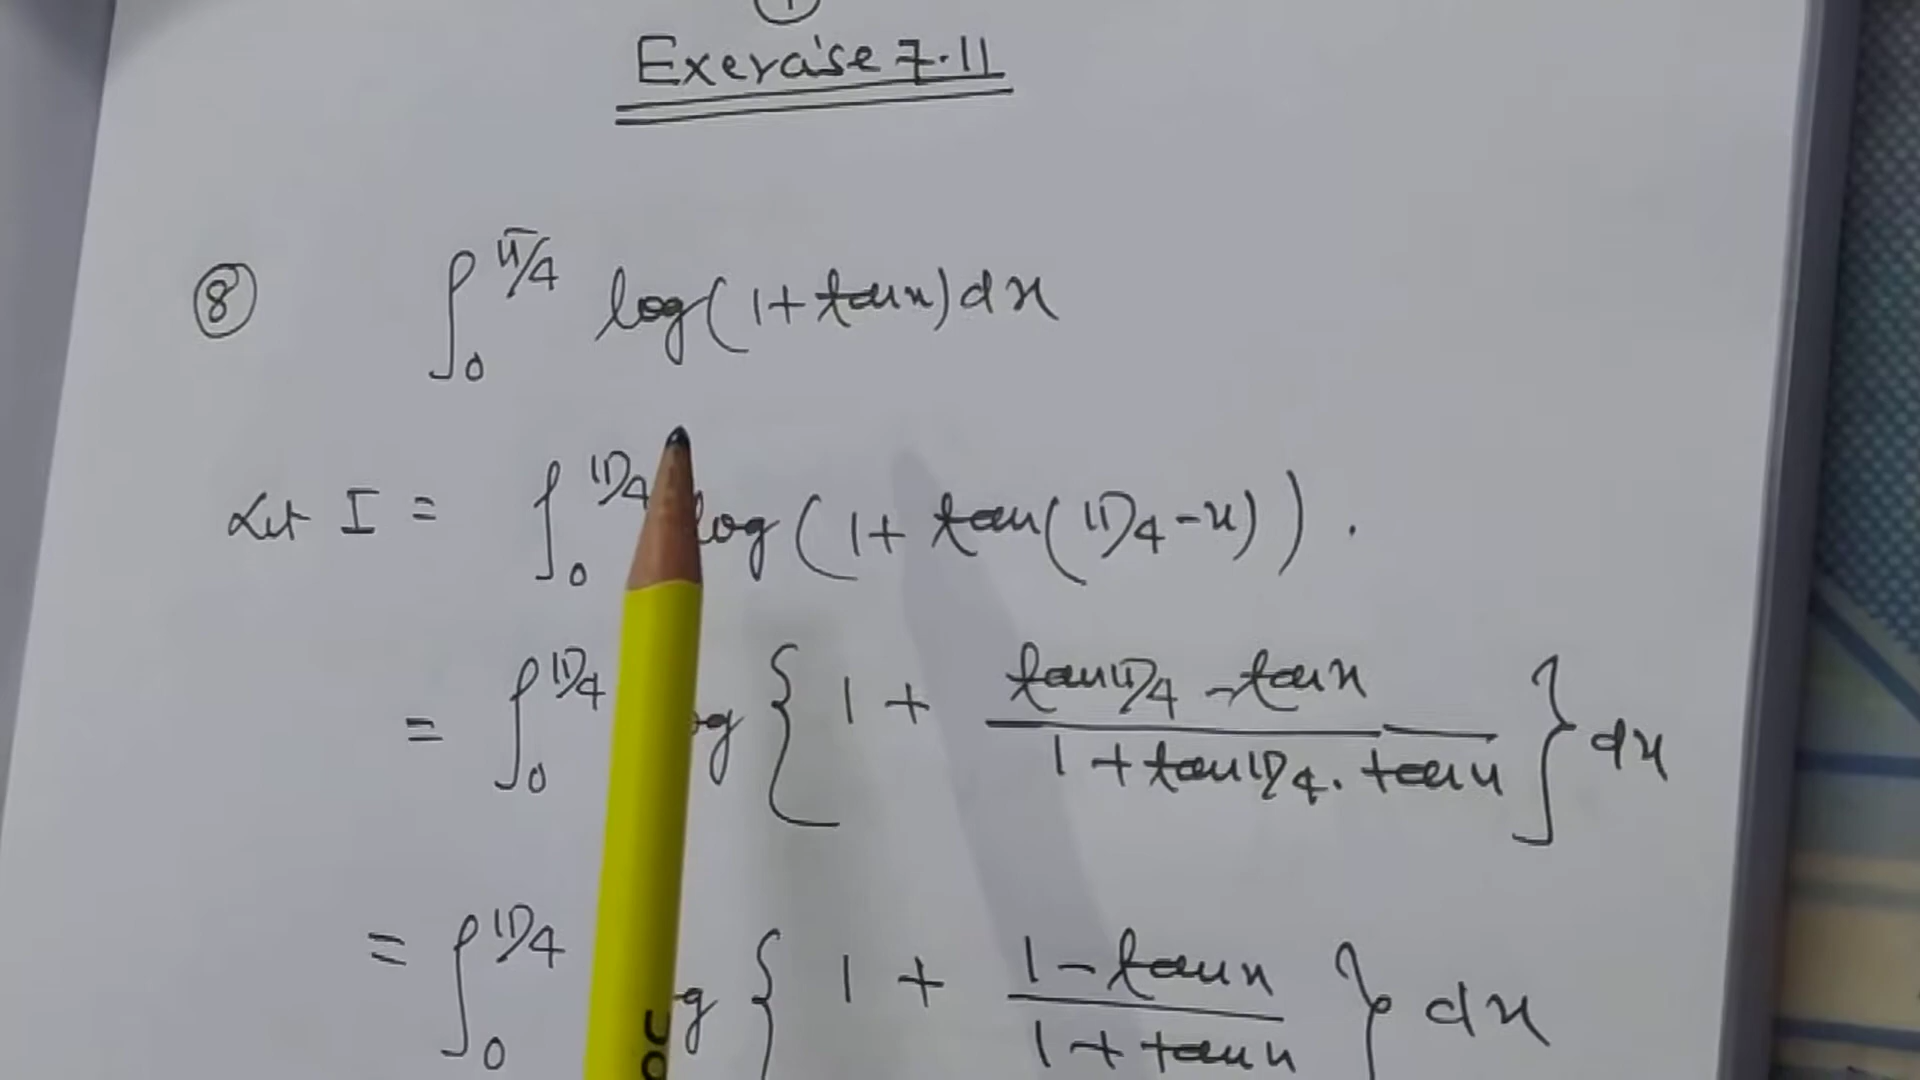 Exercise 7.11
⑧ ∫₀^π/4 log(1+tanx)dx
Let I = ∫₀^π/4 log(1+tan(π/4-x)).
= ∫₀^π/4 log{1+ (tanπ/4-tanx)/(1+tanπ/4.tanx)}dx
= ∫₀^π/4 log{1+ (1-tanx)/(1+tanx)}dx